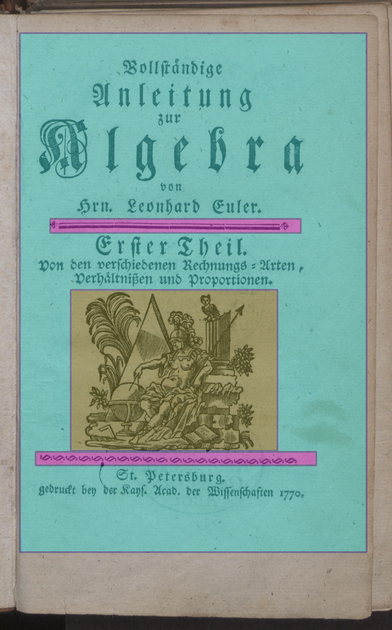 Vollständige
Anleitung
zur
Algebra
von
Hrn. Leonhard Euler.
Erster Theil.
Von den verschiedenen Rechnungs-Arten,
Verhältnißen und Proportionen.
St. Petersburg.
gedruckt bey der Kays. Acad. der Wissenschaften 1770.